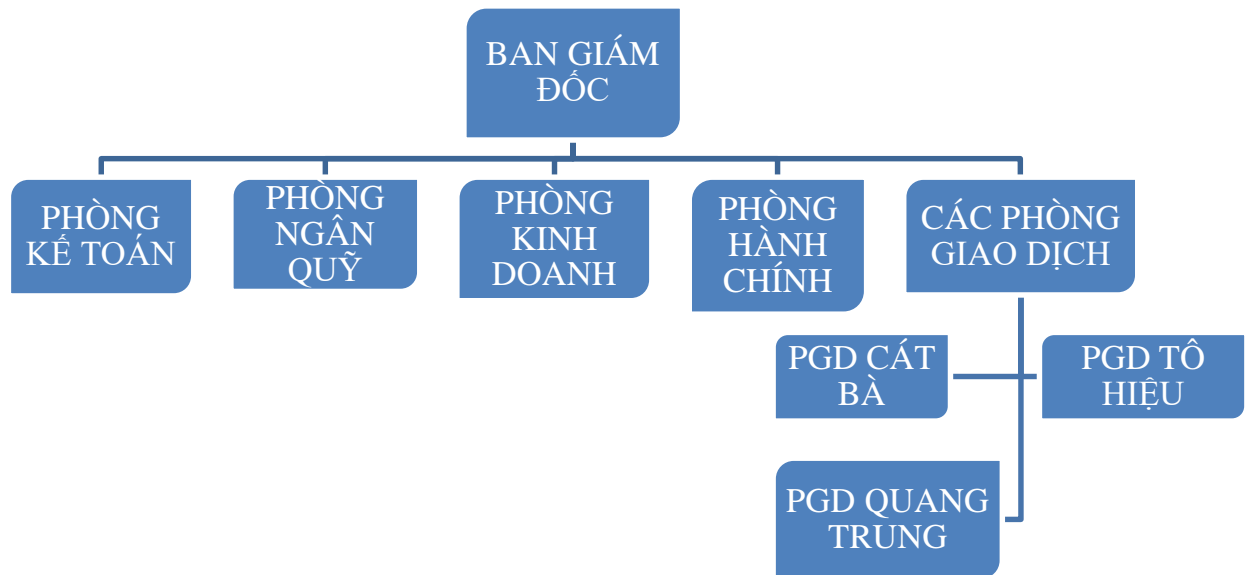 BAN GIÁM
ĐỐC
PHÒNG
KẾ TOÁN
PHÒNG
NGÂN
QUỸ
PHÒNG
KINH
DOANH
PHÒNG
HÀNH
CHÍNH
CÁC PHÒNG
GIAO DỊCH
PGD CÁT
BÀ
PGD TÔ
HIỆU
PGD QUANG
TRUNG